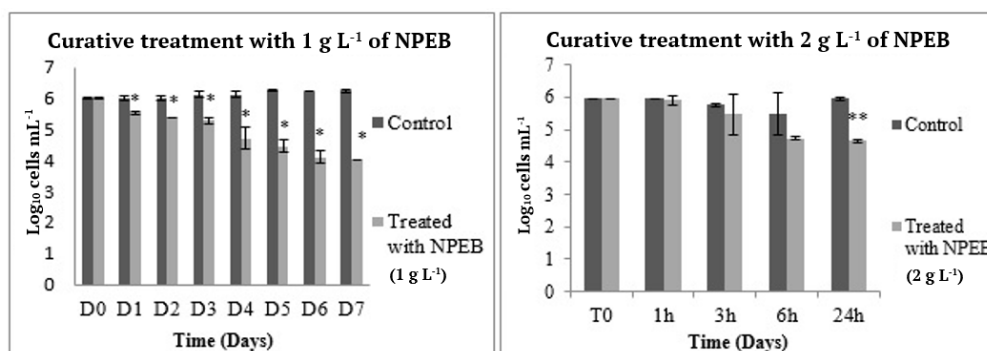 Curative treatment with 1 g L⁻¹ of NPEB
7
6
5
4
3
2
1
0
Log₁₀ cells mL⁻¹
* * * * * * *
Control
Treated
with NPEB
(1 g L⁻¹)
D0 D1 D2 D3 D4 D5 D6 D7
Time (Days)
Curative treatment with 2 g L⁻¹ of NPEB
7
6
5
4
3
2
1
0
Log₁₀ cells mL⁻¹
**
Control
Treated
with NPEB
(2 g L⁻¹)
T0 1h 3h 6h 24h
Time (Days)